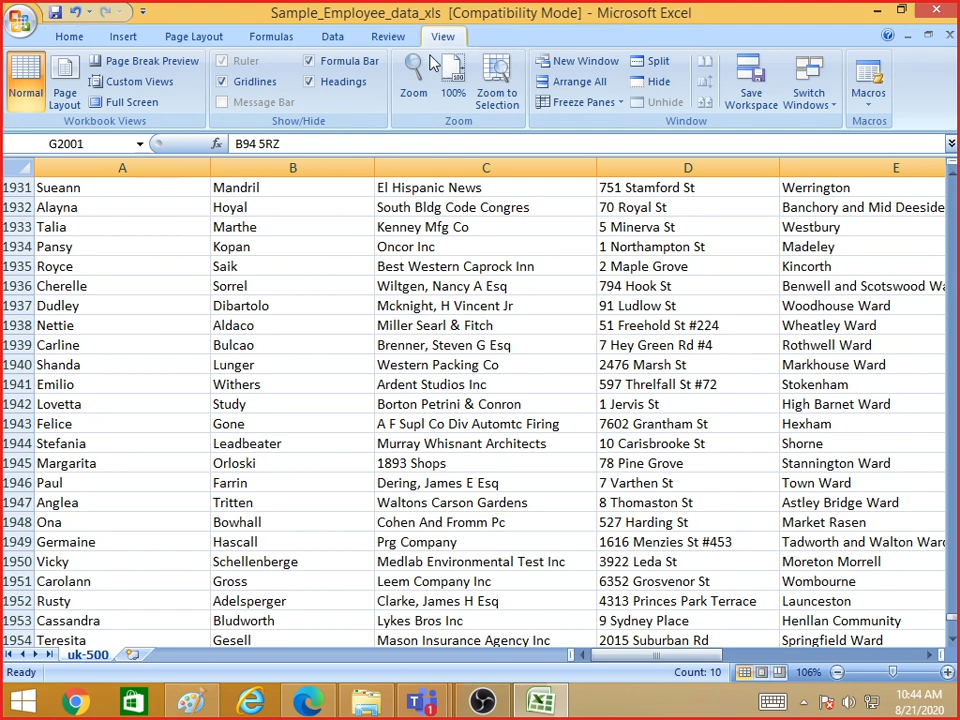 Sample_Employee_data_xls [Compatibility Mode] - Microsoft Excel
Home Insert Page Layout Formulas Data Review View
Normal Page Layout Page Break Preview Custom Views Full Screen
Workbook Views
Ruler Gridlines Message Bar Formula Bar Headings
Show/Hide
Zoom 100% Zoom to Selection
Zoom
New Window Arrange All Freeze Panes Split Hide Unhide Save Workspace Switch Windows
Window
Macros
Macros
G2001 fx B94 5RZ
A B C D E
1931 Sueann Mandril El Hispanic News 751 Stamford St Werrington
1932 Alayna Hoyal South Bldg Code Congres 70 Royal St Banchory and Mid Deeside
1933 Talia Marthe Kenney Mfg Co 5 Minerva St Westbury
1934 Pansy Kopan Oncor Inc 1 Northampton St Madeley
1935 Royce Saik Best Western Caprock Inn 2 Maple Grove Kincorth
1936 Cherelle Sorrel Wiltgen, Nancy A Esq 794 Hook St Benwell and Scotswood Wa
1937 Dudley Dibartolo Mcknight, H Vincent Jr 91 Ludlow St Woodhouse Ward
1938 Nettie Aldaco Miller Searl & Fitch 51 Freehold St #224 Wheatley Ward
1939 Carline Bulcao Brenner, Steven G Esq 7 Hey Green Rd #4 Rothwell Ward
1940 Shanda Lunger Western Packing Co 2476 Marsh St Markhouse Ward
1941 Emilio Withers Ardent Studios Inc 597 Threlfall St #72 Stokenham
1942 Lovetta Study Borton Petrini & Conron 1 Jervis St High Barnet Ward
1943 Felice Gone A F Supl Co Div Automtc Firing 7602 Grantham St Hexham
1944 Stefania Leadbeater Murray Whisnant Architects 10 Carisbrooke St Shorne
1945 Margarita Orloski 1893 Shops 78 Pine Grove Stannington Ward
1946 Paul Farrin Dering, James E Esq 7 Varthen St Town Ward
1947 Anglea Tritten Waltons Carson Gardens 8 Thomaston St Astley Bridge Ward
1948 Ona Bowhall Cohen And Fromm Pc 527 Harding St Market Rasen
1949 Germaine Hascall Prg Company 1616 Menzies St #453 Tadworth and Walton Ward
1950 Vicky Schellenberge Medlab Environmental Test Inc 3922 Leda St Moreton Morrell
1951 Carolann Gross Leem Company Inc 6352 Grosvenor St Wombourne
1952 Rusty Adelsperger Clarke, James H Esq 4313 Princes Park Terrace Launceston
1953 Cassandra Bludworth Lykes Bros Inc 9 Sydney Place Henllan Community
1954 Teresita Gesell Mason Insurance Agency Inc 2015 Suburban Rd Springfield Ward
uk-500
Ready Count: 10 106%
10:44 AM
8/21/2020